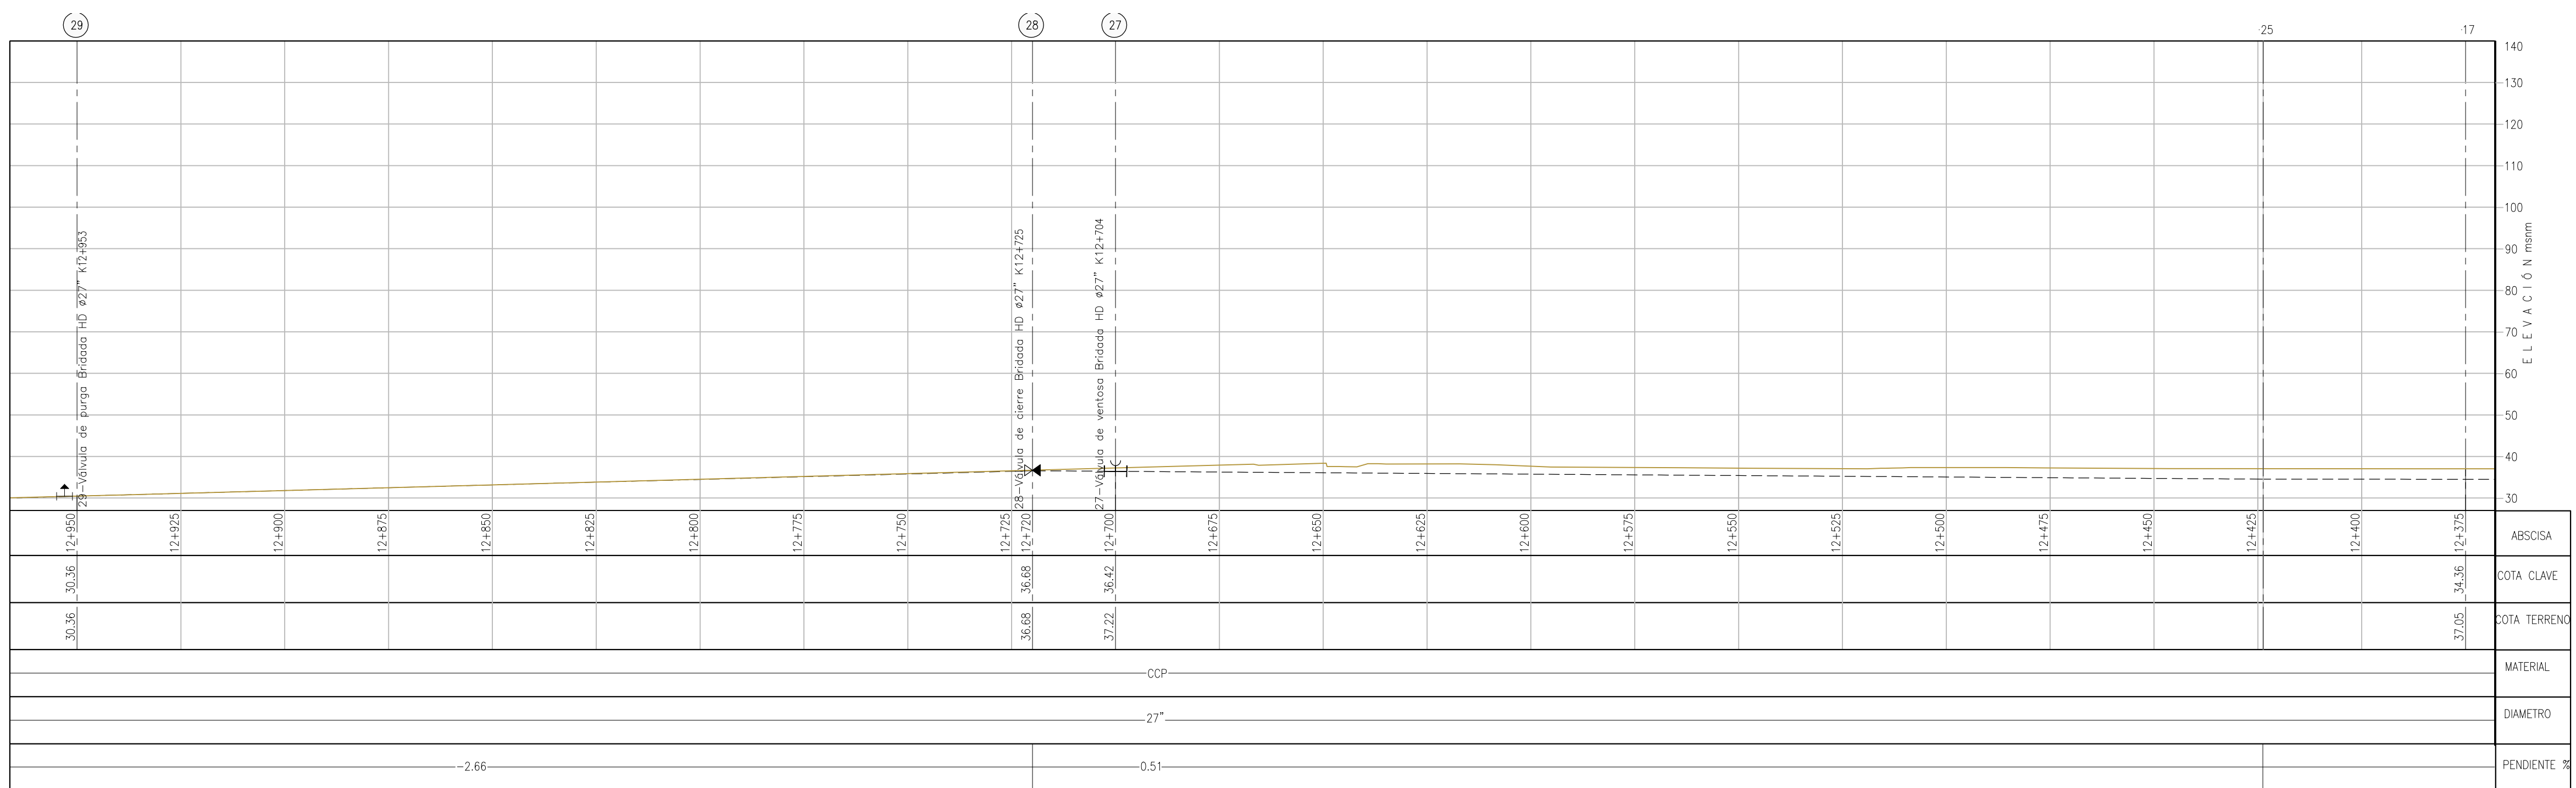 29 28 27 25 17
140
130
120
110
100
90
80
70
60
50
40
30
ELEVACIÓN msnm
29-Válvula de purga Bridada HD ø27" K12+953
28-Válvula de cierre Bridada HD ø27" K12+725
27-Válvula de ventosa Bridada HD ø27" K12+704
12+950 12+925 12+900 12+875 12+850 12+825 12+800 12+775 12+750 12+725 12+720 12+700 12+675 12+650 12+625 12+600 12+575 12+550 12+525 12+500 12+475 12+450 12+425 12+400 12+375 ABSCISA
30.36 36.68 36.42 34.36 COTA CLAVE
30.36 36.68 37.22 37.05 COTA TERRENO
CCP MATERIAL
27" DIAMETRO
-2.66 0.51 PENDIENTE %